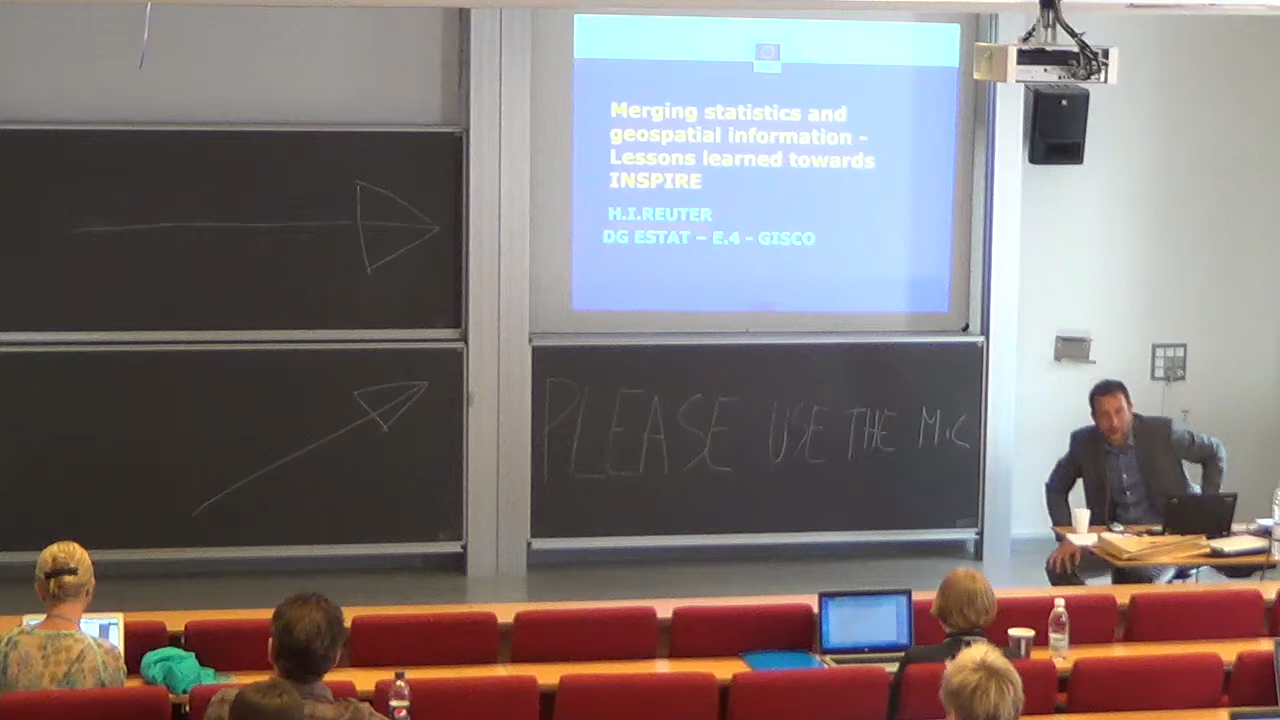 Merging statistics and
geospatial information -
Lessons learned towards
INSPIRE
H.I.REUTER
DG ESTAT – E.4 - GISCO
PLEASE USE THE MIC